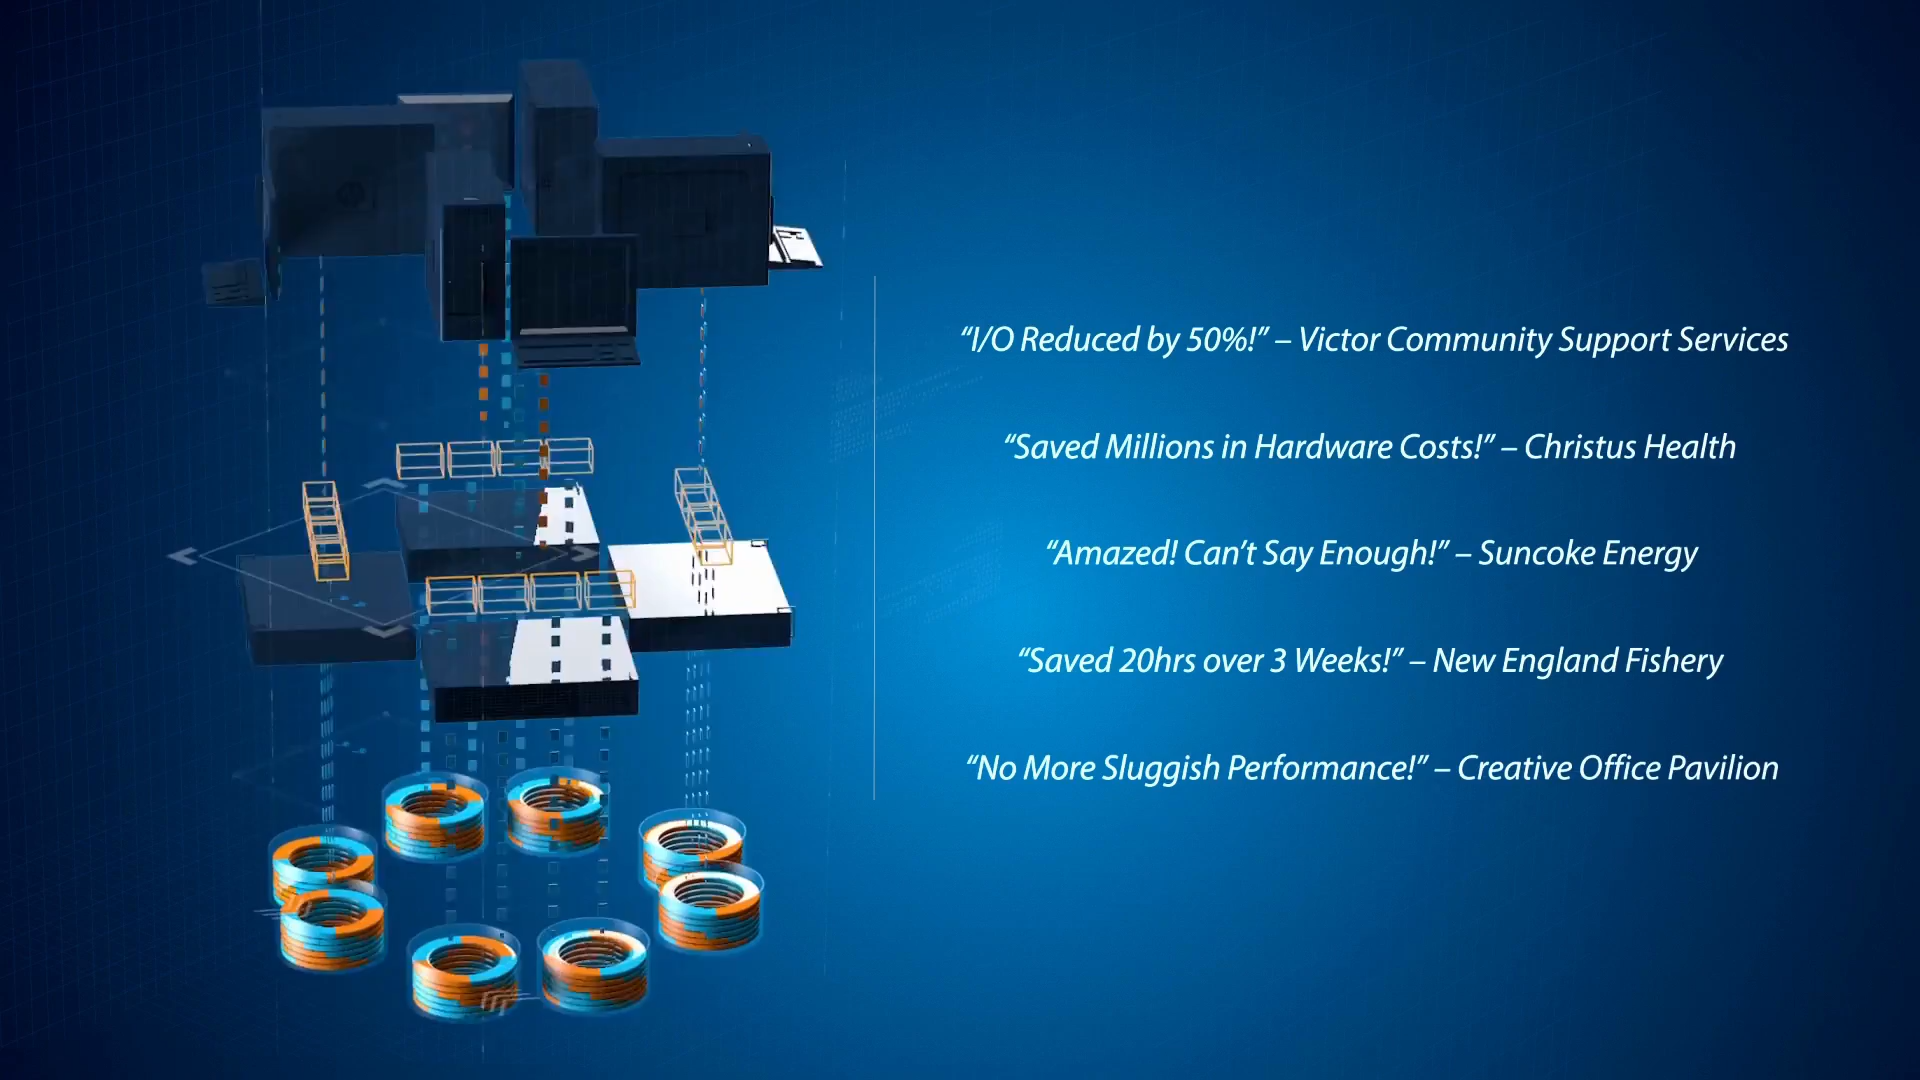 “I/O Reduced by 50%!” – Victor Community Support Services
“Saved Millions in Hardware Costs!” – Christus Health
“Amazed! Can’t Say Enough!” – Suncoke Energy
“Saved 20hrs over 3 Weeks!” – New England Fishery
“No More Sluggish Performance!” – Creative Office Pavilion